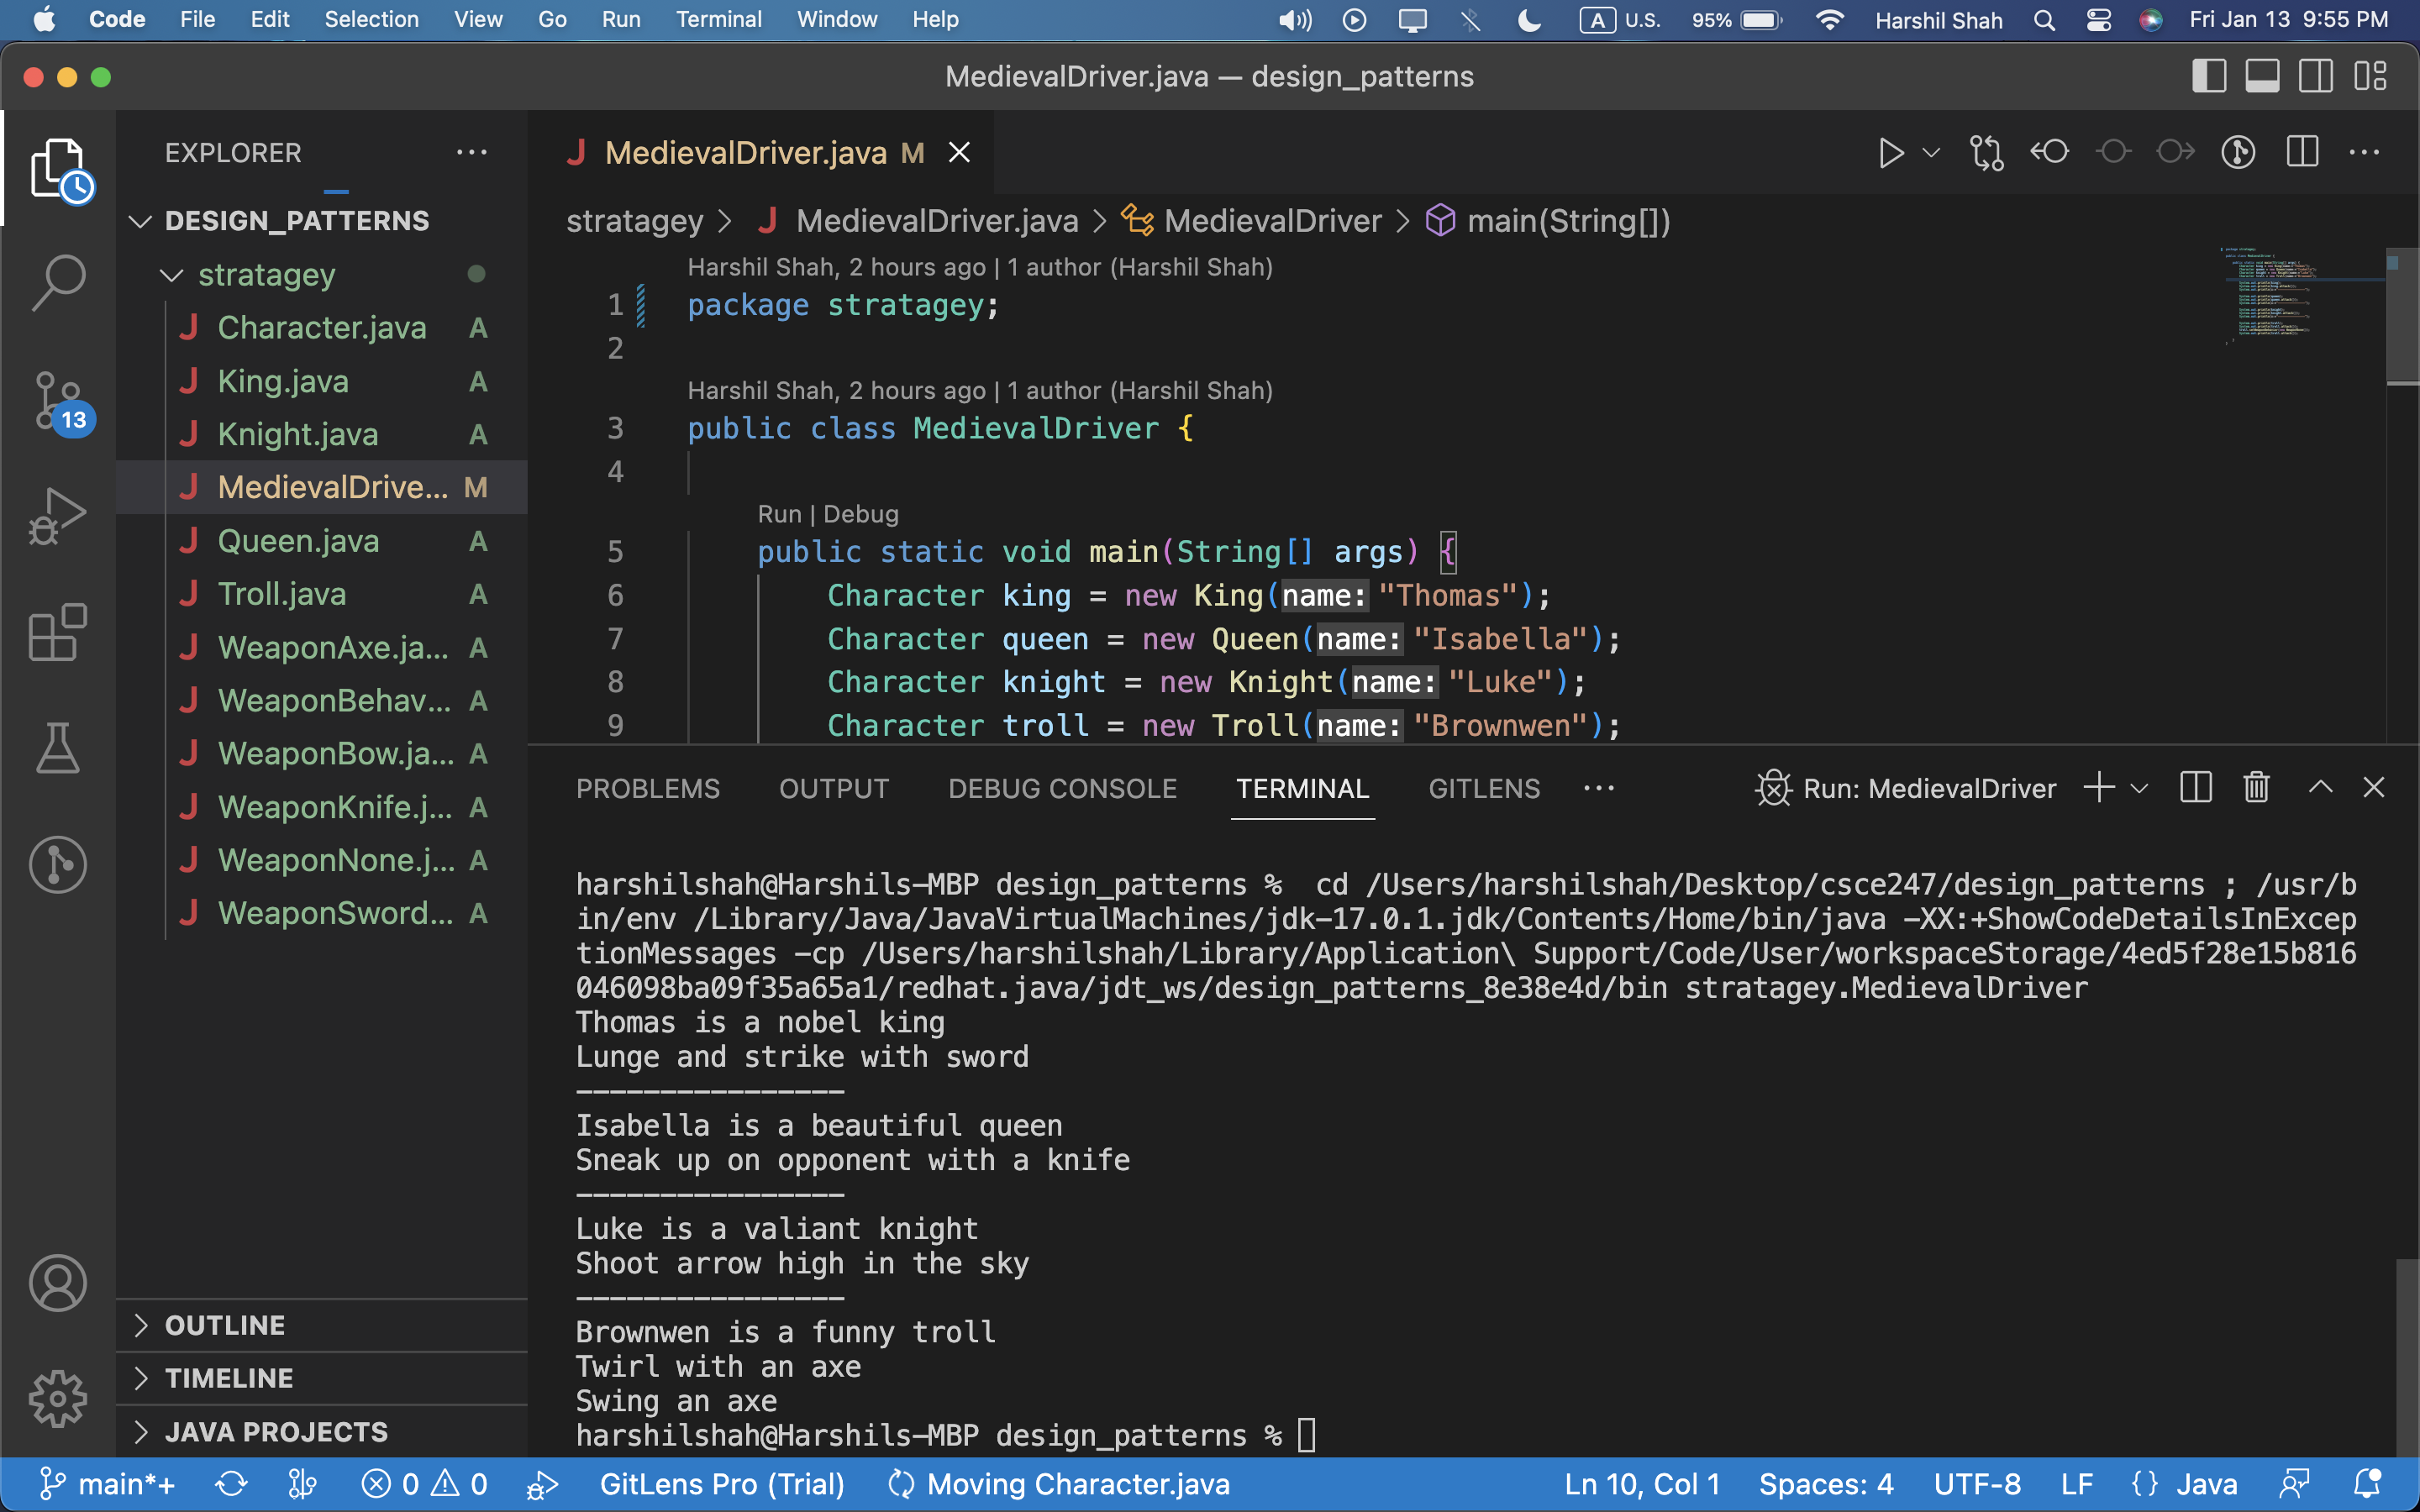 Code File Edit Selection View Go Run Terminal Window Help A U.S. 95% Harshil Shah Fri Jan 13 9:55 PM
MedievalDriver.java — design_patterns
EXPLORER
DESIGN_PATTERNS
stratagey
J Character.java A
J King.java A
J Knight.java A
J MedievalDrive... M
J Queen.java A
J Troll.java A
J WeaponAxe.ja... A
J WeaponBehav... A
J WeaponBow.ja... A
J WeaponKnife.j... A
J WeaponNone.j... A
J WeaponSword... A
OUTLINE
TIMELINE
JAVA PROJECTS
13
J MedievalDriver.java M
stratagey > J MedievalDriver.java > MedievalDriver > main(String[])
Harshil Shah, 2 hours ago | 1 author (Harshil Shah)
1 package stratagey;
2
Harshil Shah, 2 hours ago | 1 author (Harshil Shah)
3 public class MedievalDriver {
4
Run | Debug
5 public static void main(String[] args) {
6 Character king = new King(name: "Thomas");
7 Character queen = new Queen(name: "Isabella");
8 Character knight = new Knight(name: "Luke");
9 Character troll = new Troll(name: "Brownwen");
PROBLEMS OUTPUT DEBUG CONSOLE TERMINAL GITLENS ... Run: MedievalDriver
harshilshah@Harshils-MBP design_patterns % cd /Users/harshilshah/Desktop/csce247/design_patterns ; /usr/b
in/env /Library/Java/JavaVirtualMachines/jdk-17.0.1.jdk/Contents/Home/bin/java -XX:+ShowCodeDetailsInExcep
tionMessages -cp /Users/harshilshah/Library/Application\ Support/Code/User/workspaceStorage/4ed5f28e15b816
046098ba09f35a65a1/redhat.java/jdt_ws/design_patterns_8e38e4d/bin stratagey.MedievalDriver
Thomas is a nobel king
Lunge and strike with sword
----------------
Isabella is a beautiful queen
Sneak up on opponent with a knife
----------------
Luke is a valiant knight
Shoot arrow high in the sky
----------------
Brownwen is a funny troll
Twirl with an axe
Swing an axe
harshilshah@Harshils-MBP design_patterns %
main*+ 0 0 GitLens Pro (Trial) Moving Character.java Ln 10, Col 1 Spaces: 4 UTF-8 LF {} Java